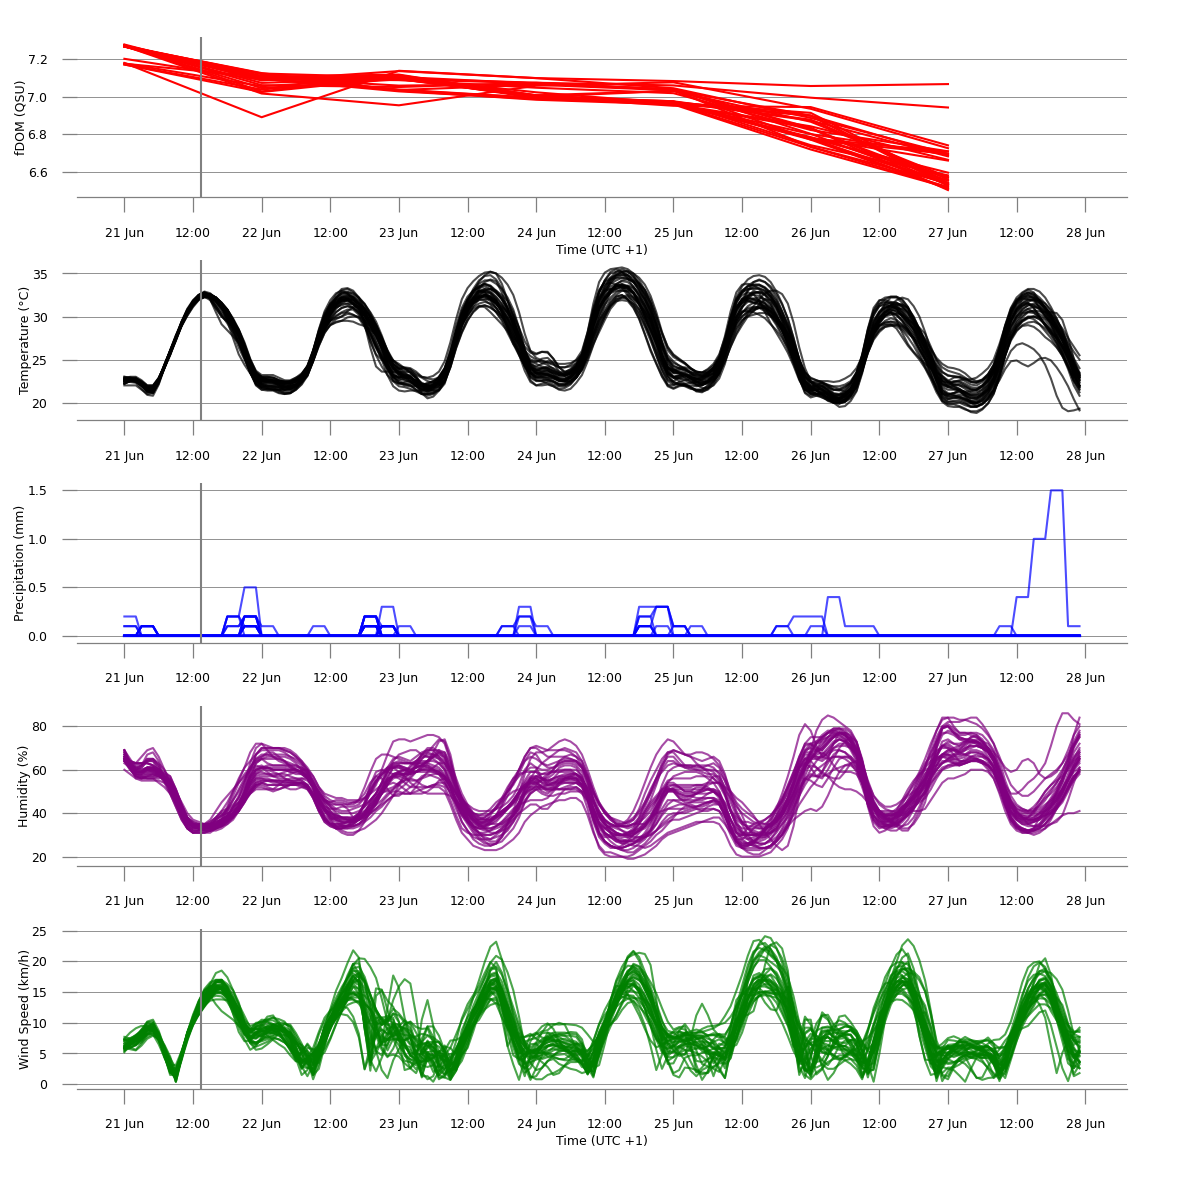 fDOM (QSU)
7.2
7.0
6.8
6.6
21 Jun 12:00 22 Jun 12:00 23 Jun 12:00 24 Jun 12:00 25 Jun 12:00 26 Jun 12:00 27 Jun 12:00 28 Jun
Time (UTC +1)
Temperature (°C)
35
30
25
20
21 Jun 12:00 22 Jun 12:00 23 Jun 12:00 24 Jun 12:00 25 Jun 12:00 26 Jun 12:00 27 Jun 12:00 28 Jun
Precipitation (mm)
1.5
1.0
0.5
0.0
21 Jun 12:00 22 Jun 12:00 23 Jun 12:00 24 Jun 12:00 25 Jun 12:00 26 Jun 12:00 27 Jun 12:00 28 Jun
Humidity (%)
80
60
40
20
21 Jun 12:00 22 Jun 12:00 23 Jun 12:00 24 Jun 12:00 25 Jun 12:00 26 Jun 12:00 27 Jun 12:00 28 Jun
Wind Speed (km/h)
25
20
15
10
5
0
21 Jun 12:00 22 Jun 12:00 23 Jun 12:00 24 Jun 12:00 25 Jun 12:00 26 Jun 12:00 27 Jun 12:00 28 Jun
Time (UTC +1)